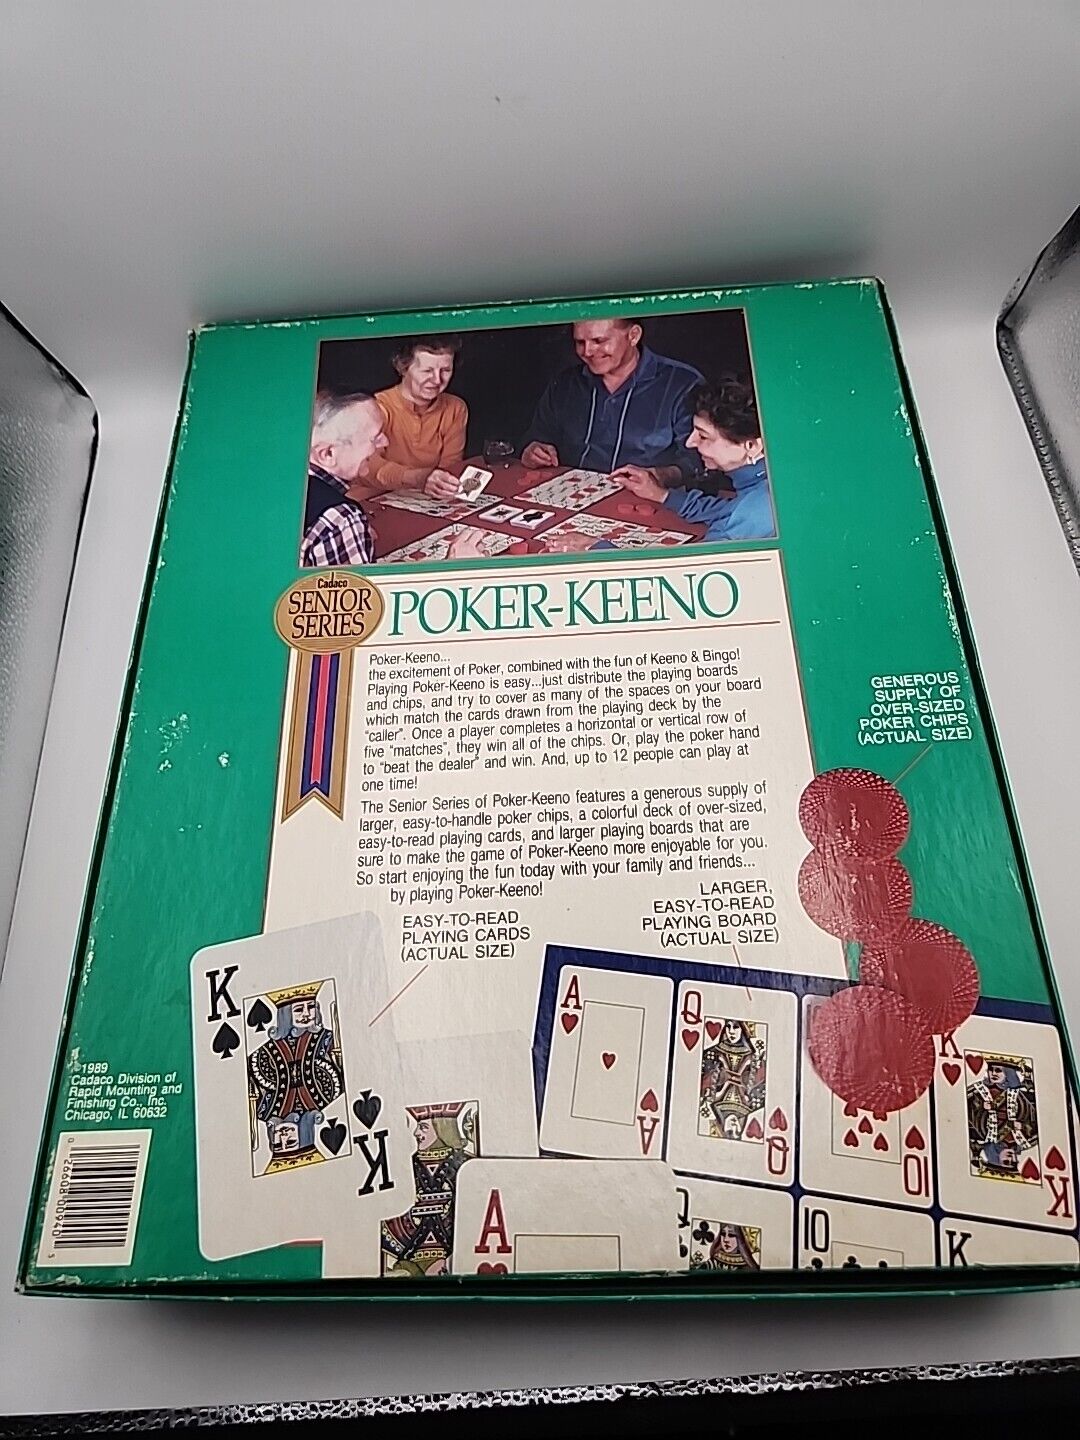 Cadaco
SENIOR
SERIES
POKER-KEENO
Poker-Keeno...
the excitement of Poker, combined with the fun of Keeno & Bingo!
Playing Poker-Keeno is easy...just distribute the playing boards
and chips, and try to cover as many of the spaces on your board
which match the cards drawn from the playing deck by the
"caller". Once a player completes a horizontal or vertical row of
five "matches", they win all of the chips. Or, play the poker hand
to "beat the dealer" and win. And, up to 12 people can play at
one time!
The Senior Series of Poker-Keeno features a generous supply of
larger, easy-to-handle poker chips, a colorful deck of over-sized,
easy-to-read playing cards, and larger playing boards that are
sure to make the game of Poker-Keeno more enjoyable for you.
So start enjoying the fun today with your family and friends...
by playing Poker-Keeno!
GENEROUS
SUPPLY OF
OVER-SIZED
POKER CHIPS
(ACTUAL SIZE)
EASY-TO-READ
PLAYING CARDS
(ACTUAL SIZE)
LARGER,
EASY-TO-READ
PLAYING BOARD
(ACTUAL SIZE)
K
K
A
A
A
Q
Q
10
K
K
Q
10
K
1989
Cadaco Division of
Rapid Mounting and
Finishing Co., Inc.
Chicago, IL 60632
0 26608 00940 5